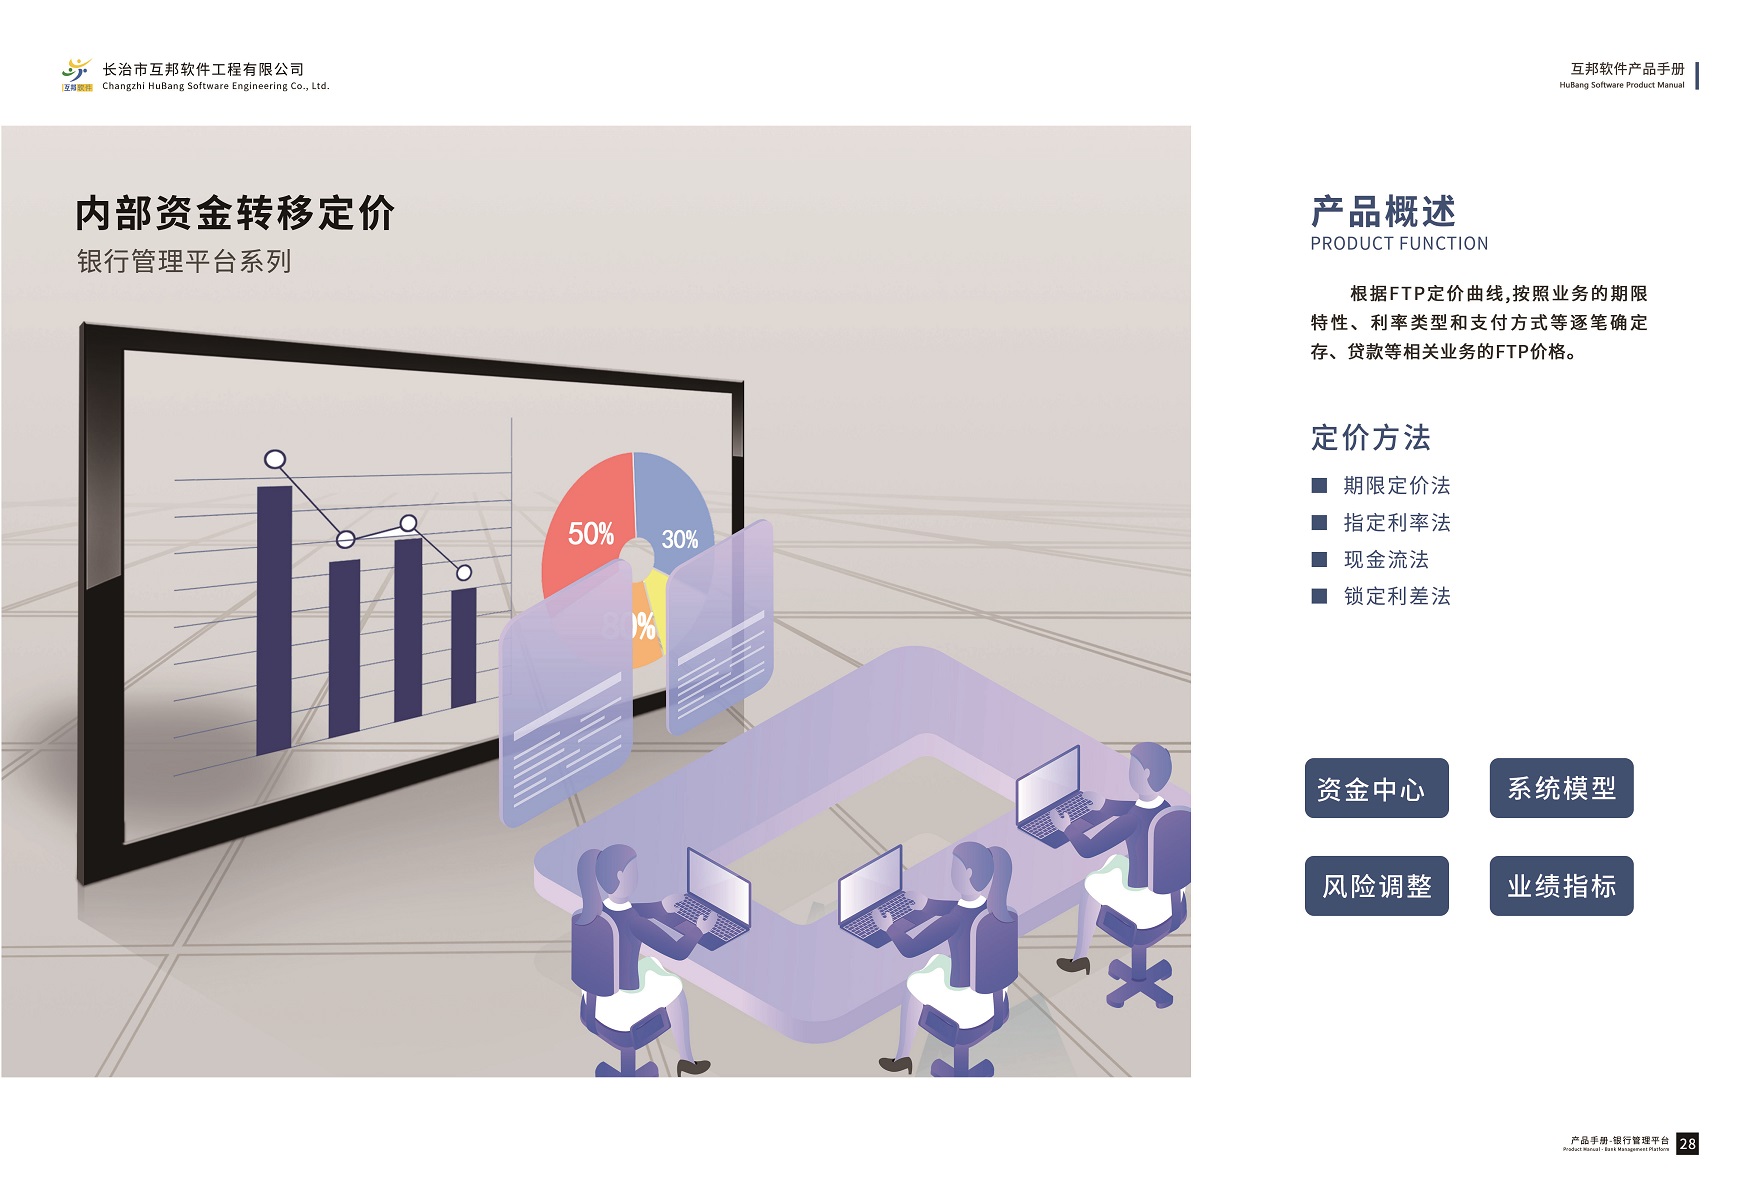 互邦软件
长治市互邦软件工程有限公司
Changzhi HuBang Software Engineering Co., Ltd.
互邦软件产品手册
HuBang Software Product Manual
内部资金转移定价
银行管理平台系列
50%
30%
80%
产品概述
PRODUCT FUNCTION
根据FTP定价曲线,按照业务的期限
特性、利率类型和支付方式等逐笔确定
存、贷款等相关业务的FTP价格。
定价方法
期限定价法
指定利率法
现金流法
锁定利差法
资金中心
系统模型
风险调整
业绩指标
产品手册-银行管理平台
Product Manual - Bank Management Platform
28